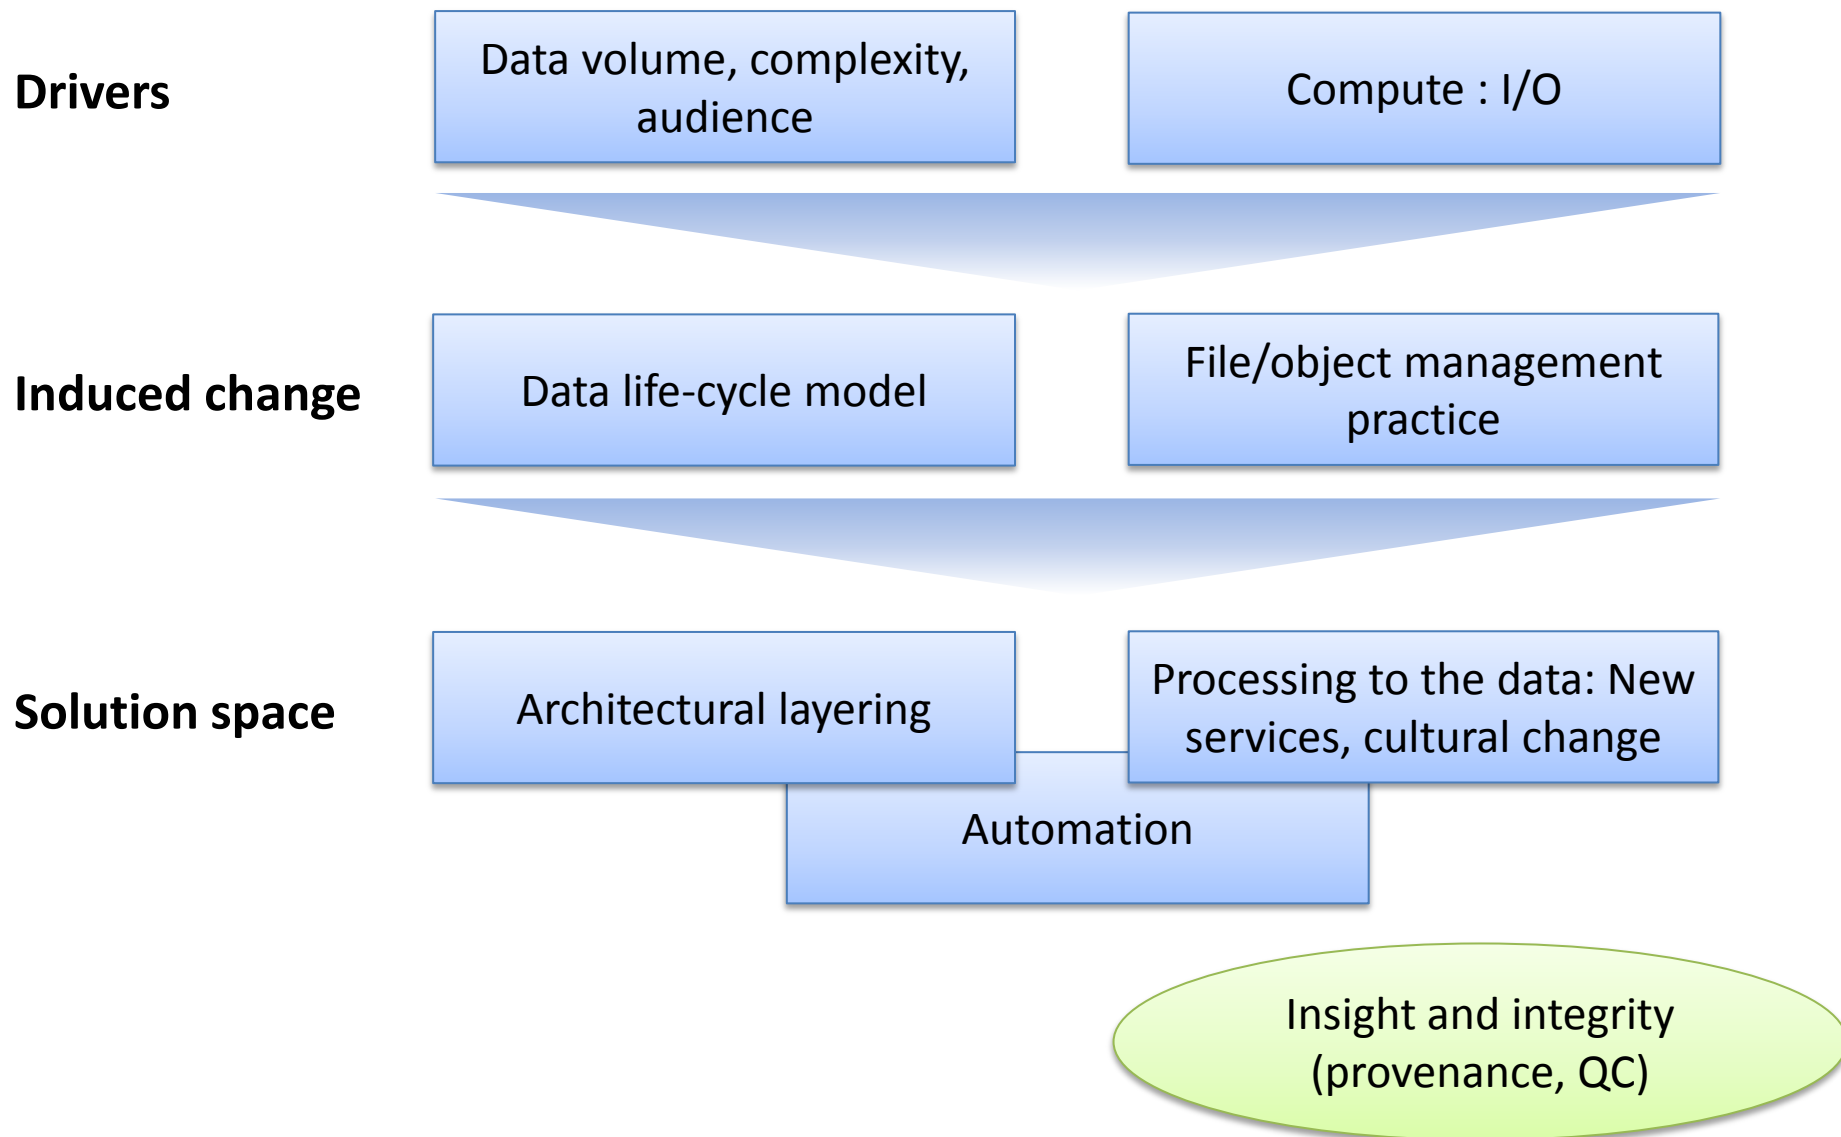 Drivers
Data volume, complexity,
audience
Compute : I/O
Induced change
Data life-cycle model
File/object management
practice
Solution space
Architectural layering
Processing to the data: New
services, cultural change
Automation
Insight and integrity
(provenance, QC)